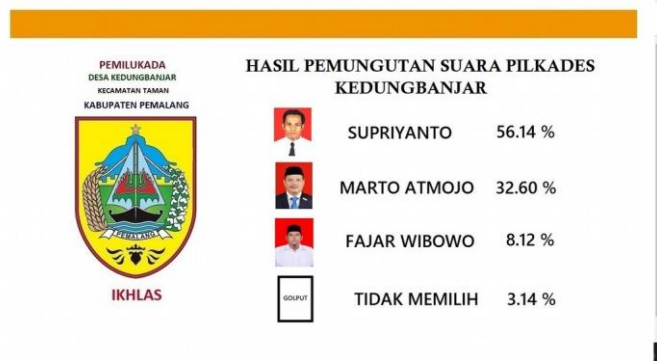 PEMILUKADA
DESA KEDUNGBANJAR
KECAMATAN TAMAN
KABUPATEN PEMALANG
PEMALANG
IKHLAS
HASIL PEMUNGUTAN SUARA PILKADES
KEDUNGBANJAR
SUPRIYANTO 56.14 %
MARTO ATMOJO 32.60 %
FAJAR WIBOWO 8.12 %
GOLPUT TIDAK MEMILIH 3.14 %